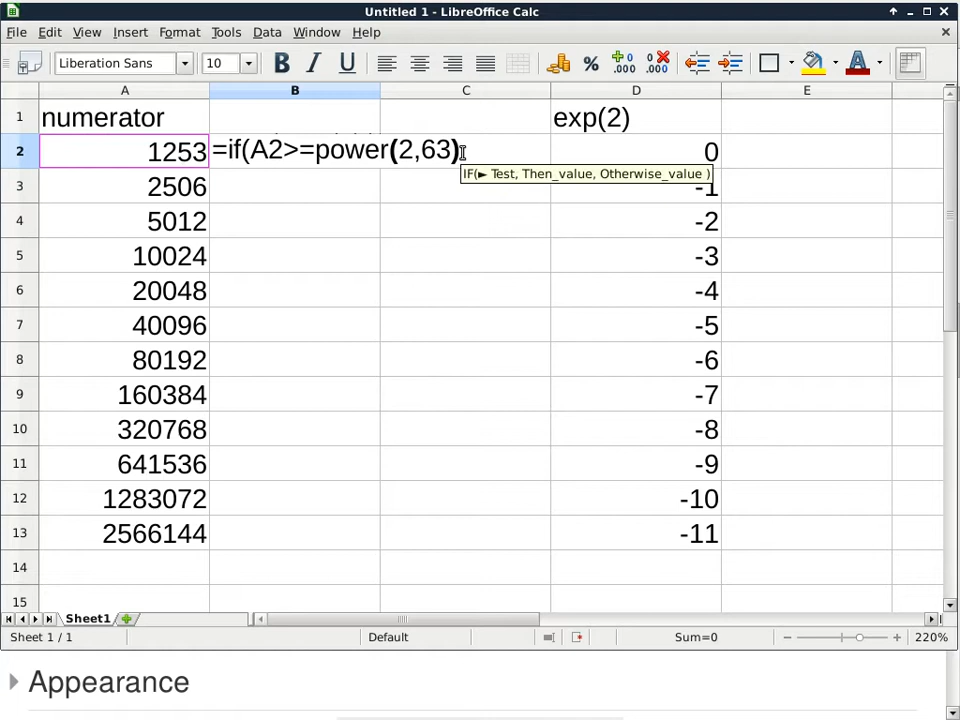 Untitled 1 - LibreOffice Calc
File Edit View Insert Format Tools Data Window Help
Liberation Sans 10
A B C D E
1 numerator exp(2)
2 1253 =if(A2>=power(2,63) 0
IF(► Test, Then_value, Otherwise_value )
3 2506 -1
4 5012 -2
5 10024 -3
6 20048 -4
7 40096 -5
8 80192 -6
9 160384 -7
10 320768 -8
11 641536 -9
12 1283072 -10
13 2566144 -11
14
15
Sheet1
Sheet 1 / 1 Default Sum=0 220%
Appearance